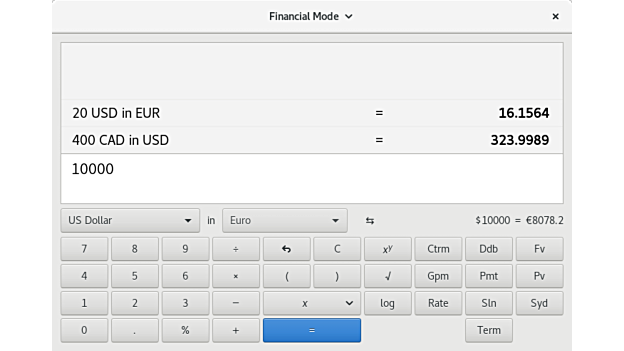 Financial Mode
×
20 USD in EUR = 16.1564
400 CAD in USD = 323.9989
10000
US Dollar in Euro ⇆ $10000 = €8078.2
7 8 9 ÷ ↶ C xʸ Ctrm Ddb Fv
4 5 6 × ( ) √ Gpm Pmt Pv
1 2 3 − x log Rate Sln Syd
0 . % + = Term